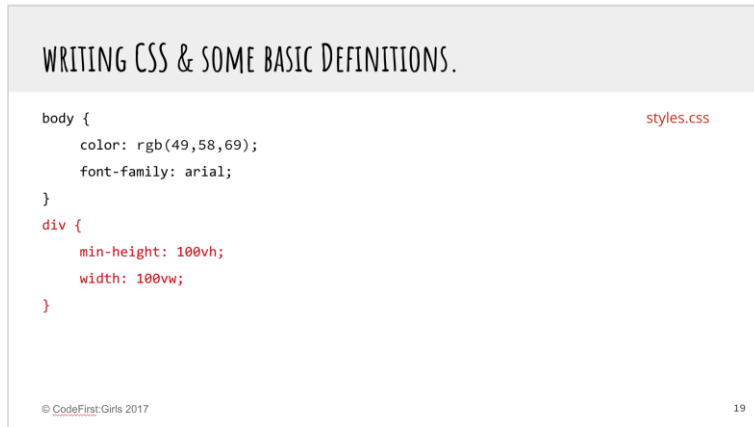 WRITING CSS & SOME BASIC DEFINITIONS.
body {
styles.css
color: rgb(49,58,69);
font-family: arial;
}
div {
min-height: 100vh;
width: 100vw;
}
© CodeFirst:Girls 2017
19